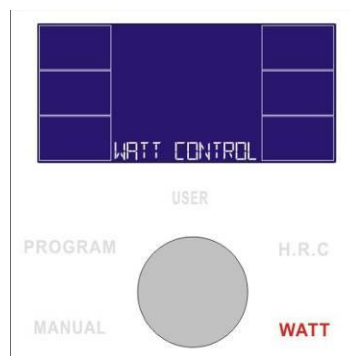 WATT CONTROL
USER
PROGRAM
H.R.C
MANUAL
WATT